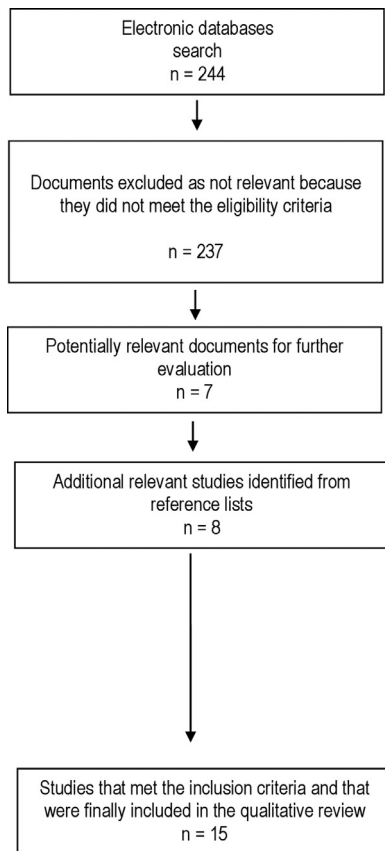 Electronic databases
search
n = 244
Documents excluded as not relevant because
they did not meet the eligibility criteria
n = 237
Potentially relevant documents for further
evaluation
n = 7
Additional relevant studies identified from
reference lists
n = 8
Studies that met the inclusion criteria and that
were finally included in the qualitative review
n = 15